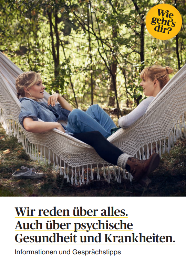 Wie
geht's
dir?
Wir reden über alles.
Auch über psychische
Gesundheit und Krankheiten.
Informationen und Gesprächstipps